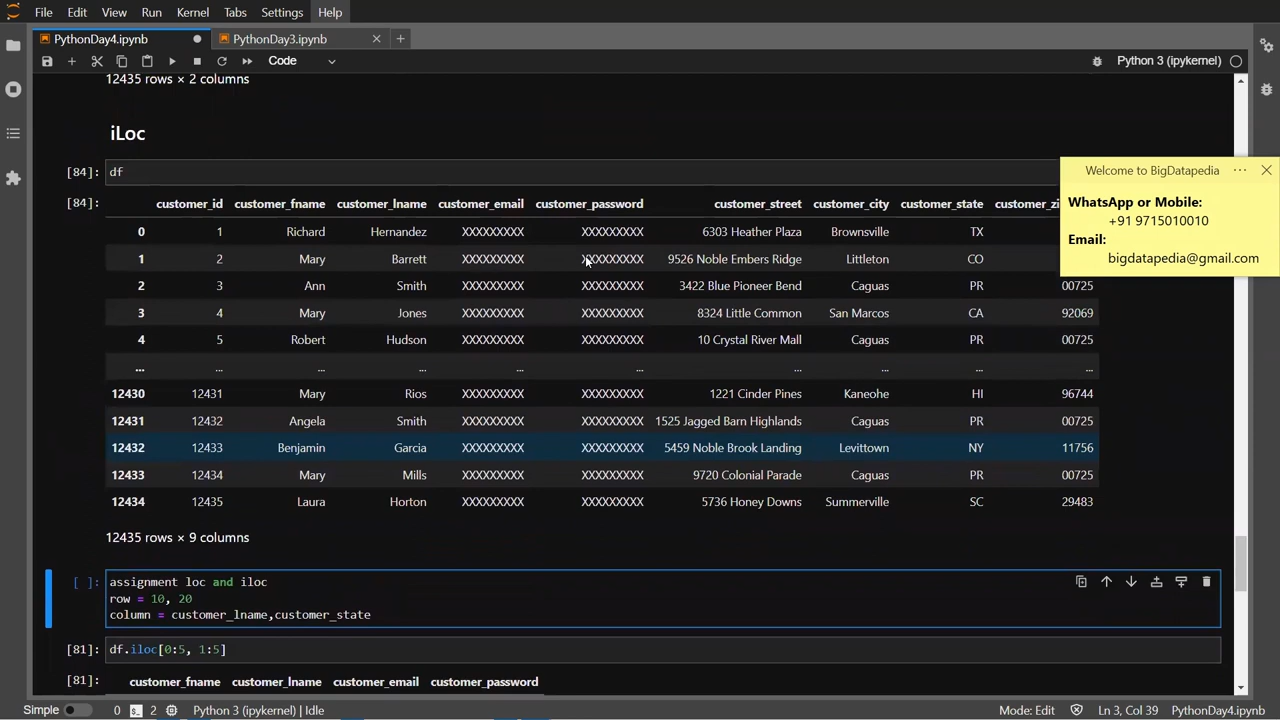 File Edit View Run Kernel Tabs Settings Help
PythonDay4.ipynb PythonDay3.ipynb
Code Python 3 (ipykernel)
12435 rows × 2 columns
iLoc
[84]: df
[84]: customer_id customer_fname customer_lname customer_email customer_password customer_street customer_city customer_state
0 1 Richard Hernandez XXXXXXXXX XXXXXXXXX 6303 Heather Plaza Brownsville TX
1 2 Mary Barrett XXXXXXXXX XXXXXXXXX 9526 Noble Embers Ridge Littleton CO
2 3 Ann Smith XXXXXXXXX XXXXXXXXX 3422 Blue Pioneer Bend Caguas PR 00725
3 4 Mary Jones XXXXXXXXX XXXXXXXXX 8324 Little Common San Marcos CA 92069
4 5 Robert Hudson XXXXXXXXX XXXXXXXXX 10 Crystal River Mall Caguas PR 00725
... ... ... ... ... ... ... ... ... ...
12430 12431 Mary Rios XXXXXXXXX XXXXXXXXX 1221 Cinder Pines Kaneohe HI 96744
12431 12432 Angela Smith XXXXXXXXX XXXXXXXXX 1525 Jagged Barn Highlands Caguas PR 00725
12432 12433 Benjamin Garcia XXXXXXXXX XXXXXXXXX 5459 Noble Brook Landing Levittown NY 11756
12433 12434 Mary Mills XXXXXXXXX XXXXXXXXX 9720 Colonial Parade Caguas PR 00725
12434 12435 Laura Horton XXXXXXXXX XXXXXXXXX 5736 Honey Downs Summerville SC 29483
12435 rows × 9 columns
Welcome to BigDatapedia
WhatsApp or Mobile:
+91 9715010010
Email:
bigdatapedia@gmail.com
[ ]: assignment loc and iloc
row = 10, 20
column = customer_lname,customer_state
[81]: df.iloc[0:5, 1:5]
[81]: customer_fname customer_lname customer_email customer_password
Simple 0 2 Python 3 (ipykernel) | Idle Mode: Edit Ln 3, Col 39 PythonDay4.ipynb